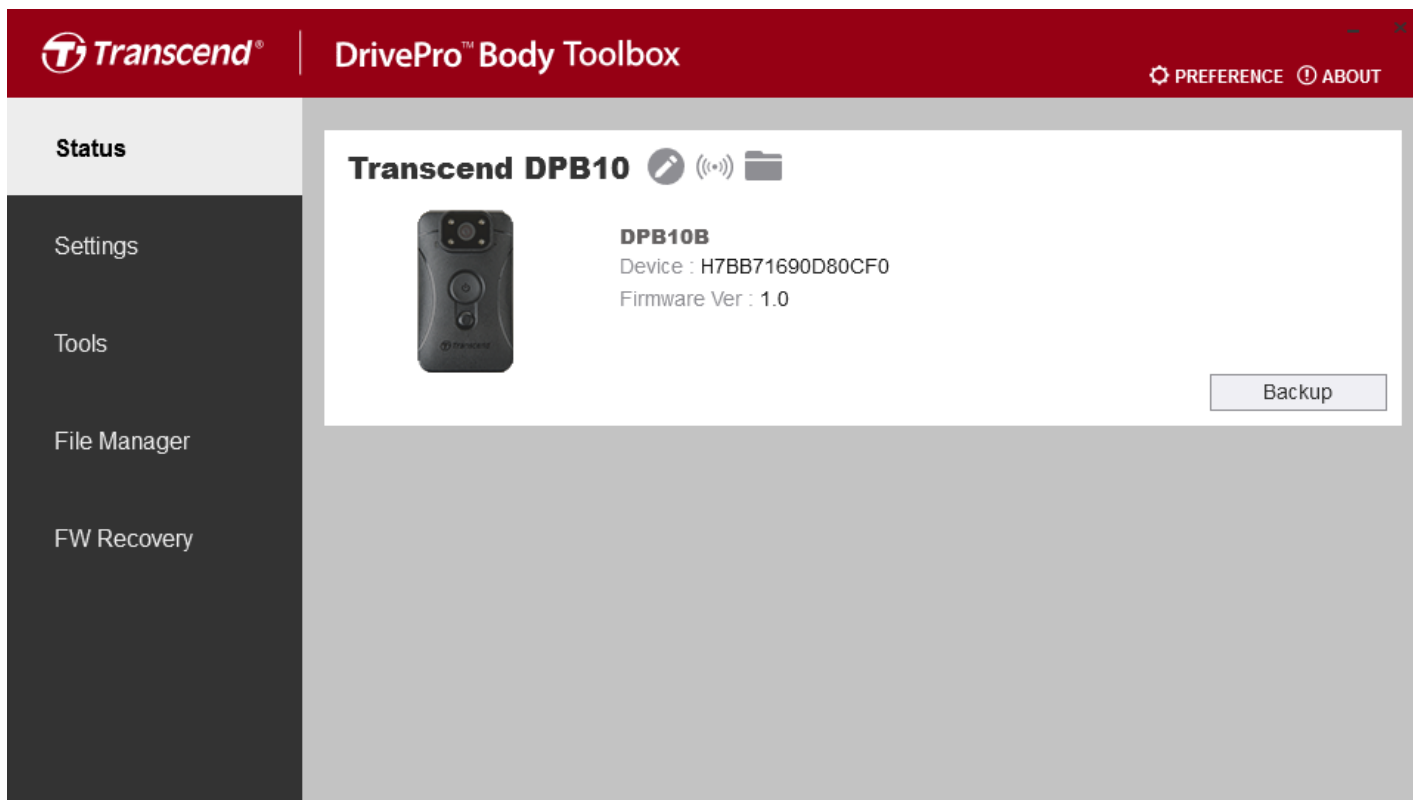 Transcend® DrivePro™ Body Toolbox
PREFERENCE ABOUT
Status
Settings
Tools
File Manager
FW Recovery
Transcend DPB10
DPB10B
Device : H7BB71690D80CF0
Firmware Ver : 1.0
Transcend
Backup